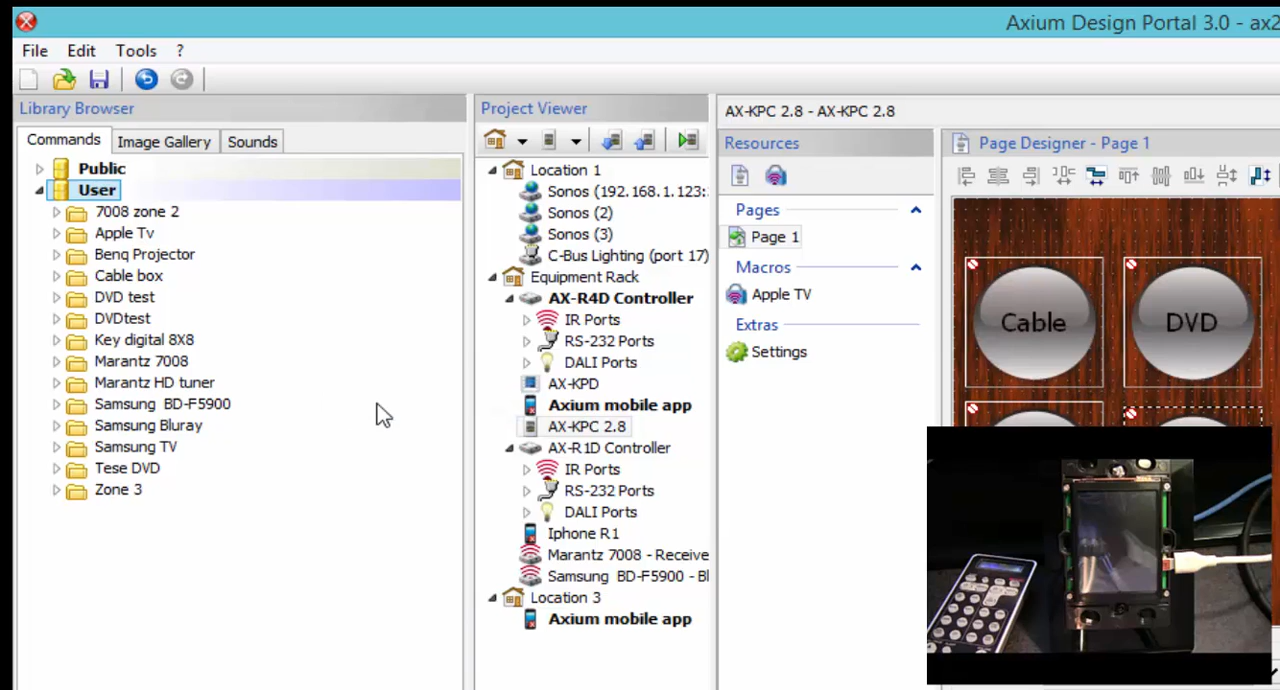 Axium Design Portal 3.0 - ax2
File Edit Tools ?
Library Browser
Commands Image Gallery Sounds
Public
User
7008 zone 2
Apple Tv
Benq Projector
Cable box
DVD test
DVDtest
Key digital 8X8
Marantz 7008
Marantz HD tuner
Samsung BD-F5900
Samsung Bluray
Samsung TV
Tese DVD
Zone 3
Project Viewer
Location 1
Sonos (192.168.1.123:
Sonos (2)
Sonos (3)
C-Bus Lighting (port 17)
Equipment Rack
AX-R4D Controller
IR Ports
RS-232 Ports
DALI Ports
AX-KPD
Axium mobile app
AX-KPC 2.8
AX-R1D Controller
IR Ports
RS-232 Ports
DALI Ports
Iphone R1
Marantz 7008 - Receive
Samsung BD-F5900 - Bl
Location 3
Axium mobile app
AX-KPC 2.8 - AX-KPC 2.8
Resources
Pages
Page 1
Macros
Apple TV
Extras
Settings
Page Designer - Page 1
Cable
DVD